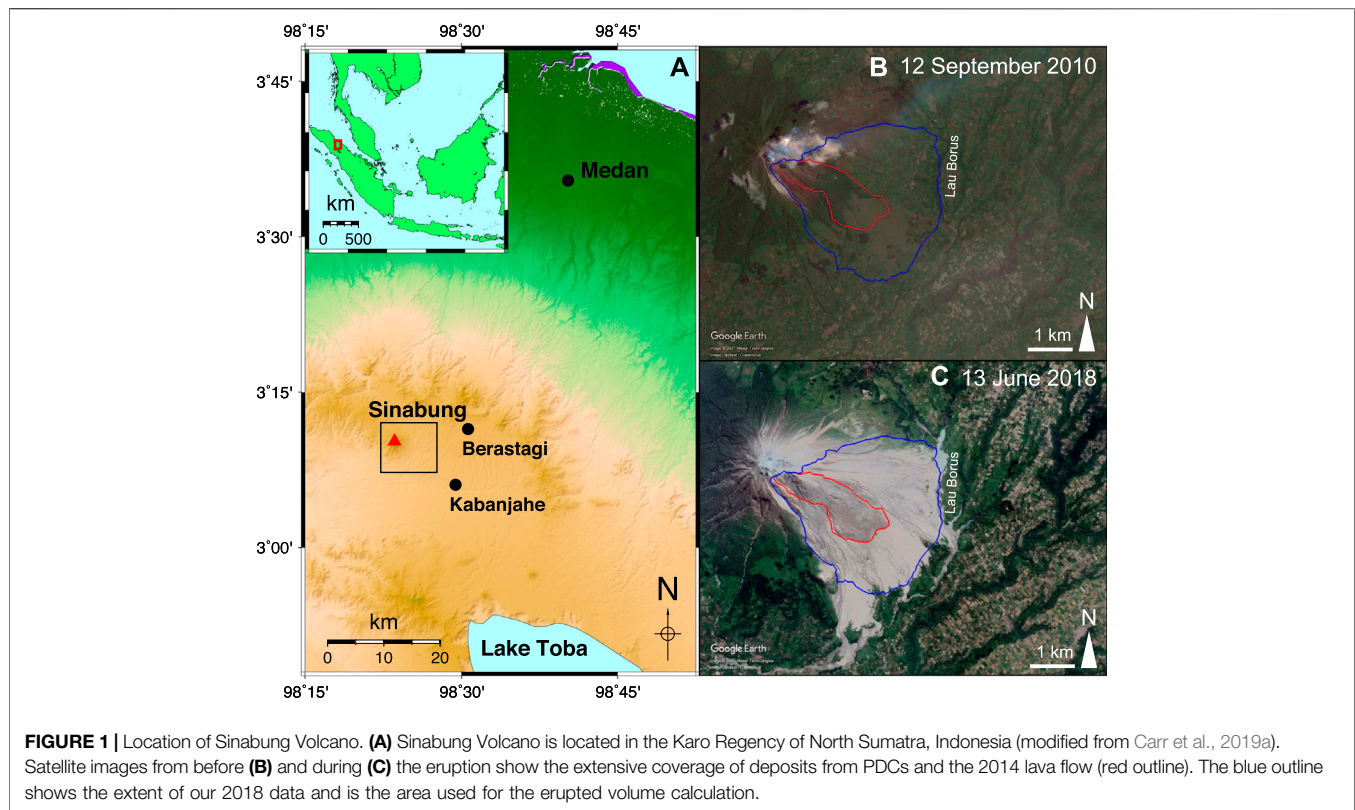 98˚15'
98˚30'
98˚45'
A
3˚45'
3˚30'
3˚15'
3˚00'
km
0 500
Medan
Sinabung
Berastagi
Kabanjahe
N
km
0 10 20
Lake Toba
98˚15'
98˚30'
98˚45'
B 12 September 2010
Lau Borus
N
1 km
Google Earth
C 13 June 2018
Lau Borus
N
1 km
Google Earth
FIGURE 1 | Location of Sinabung Volcano. (A) Sinabung Volcano is located in the Karo Regency of North Sumatra, Indonesia (modified from Carr et al., 2019a).
Satellite images from before (B) and during (C) the eruption show the extensive coverage of deposits from PDCs and the 2014 lava flow (red outline). The blue outline
shows the extent of our 2018 data and is the area used for the erupted volume calculation.